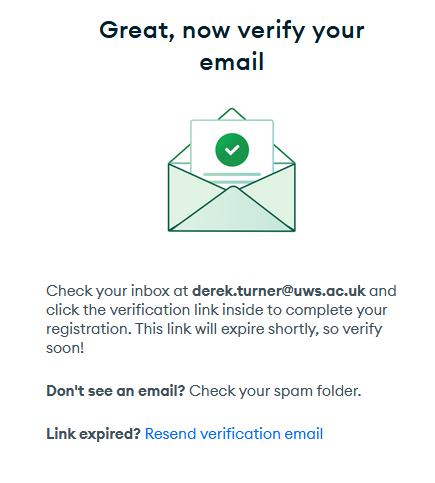 Great, now verify your
email
Check your inbox at derek.turner@uws.ac.uk and
click the verification link inside to complete your
registration. This link will expire shortly, so verify
soon!
Don't see an email? Check your spam folder.
Link expired? Resend verification email